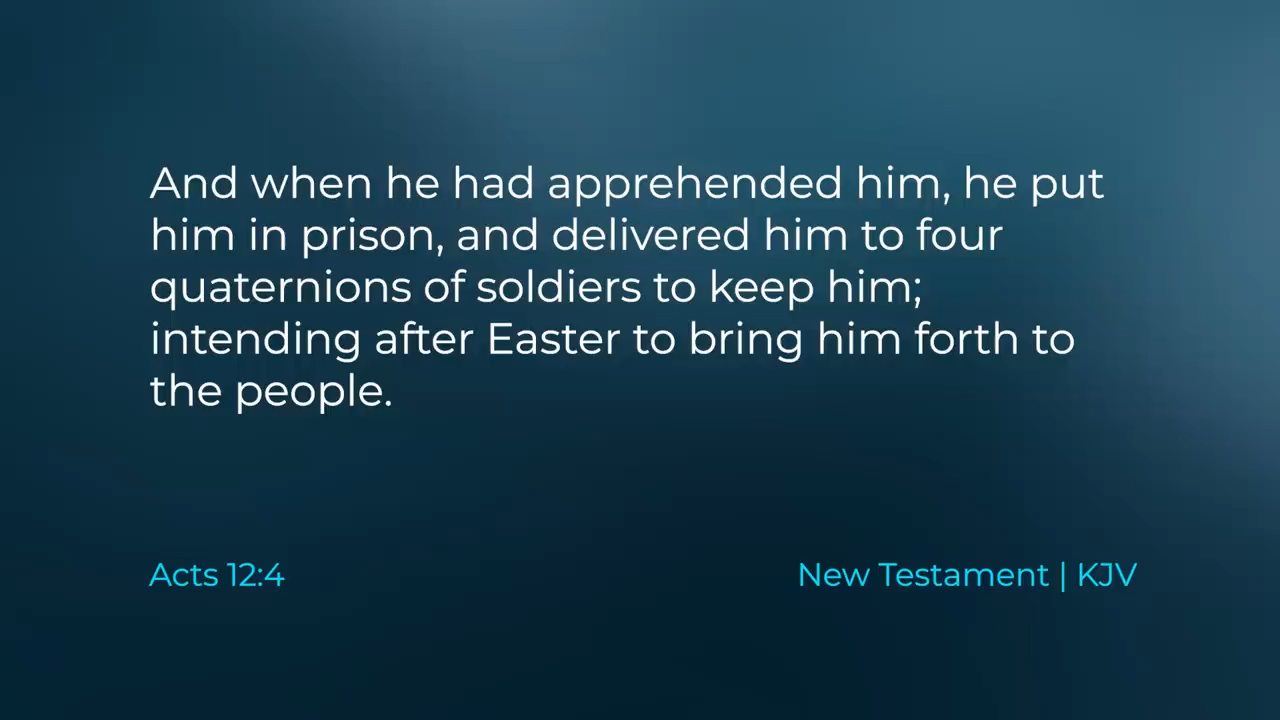 And when he had apprehended him, he put
him in prison, and delivered him to four
quaternions of soldiers to keep him;
intending after Easter to bring him forth to
the people.
Acts 12:4
New Testament | KJV